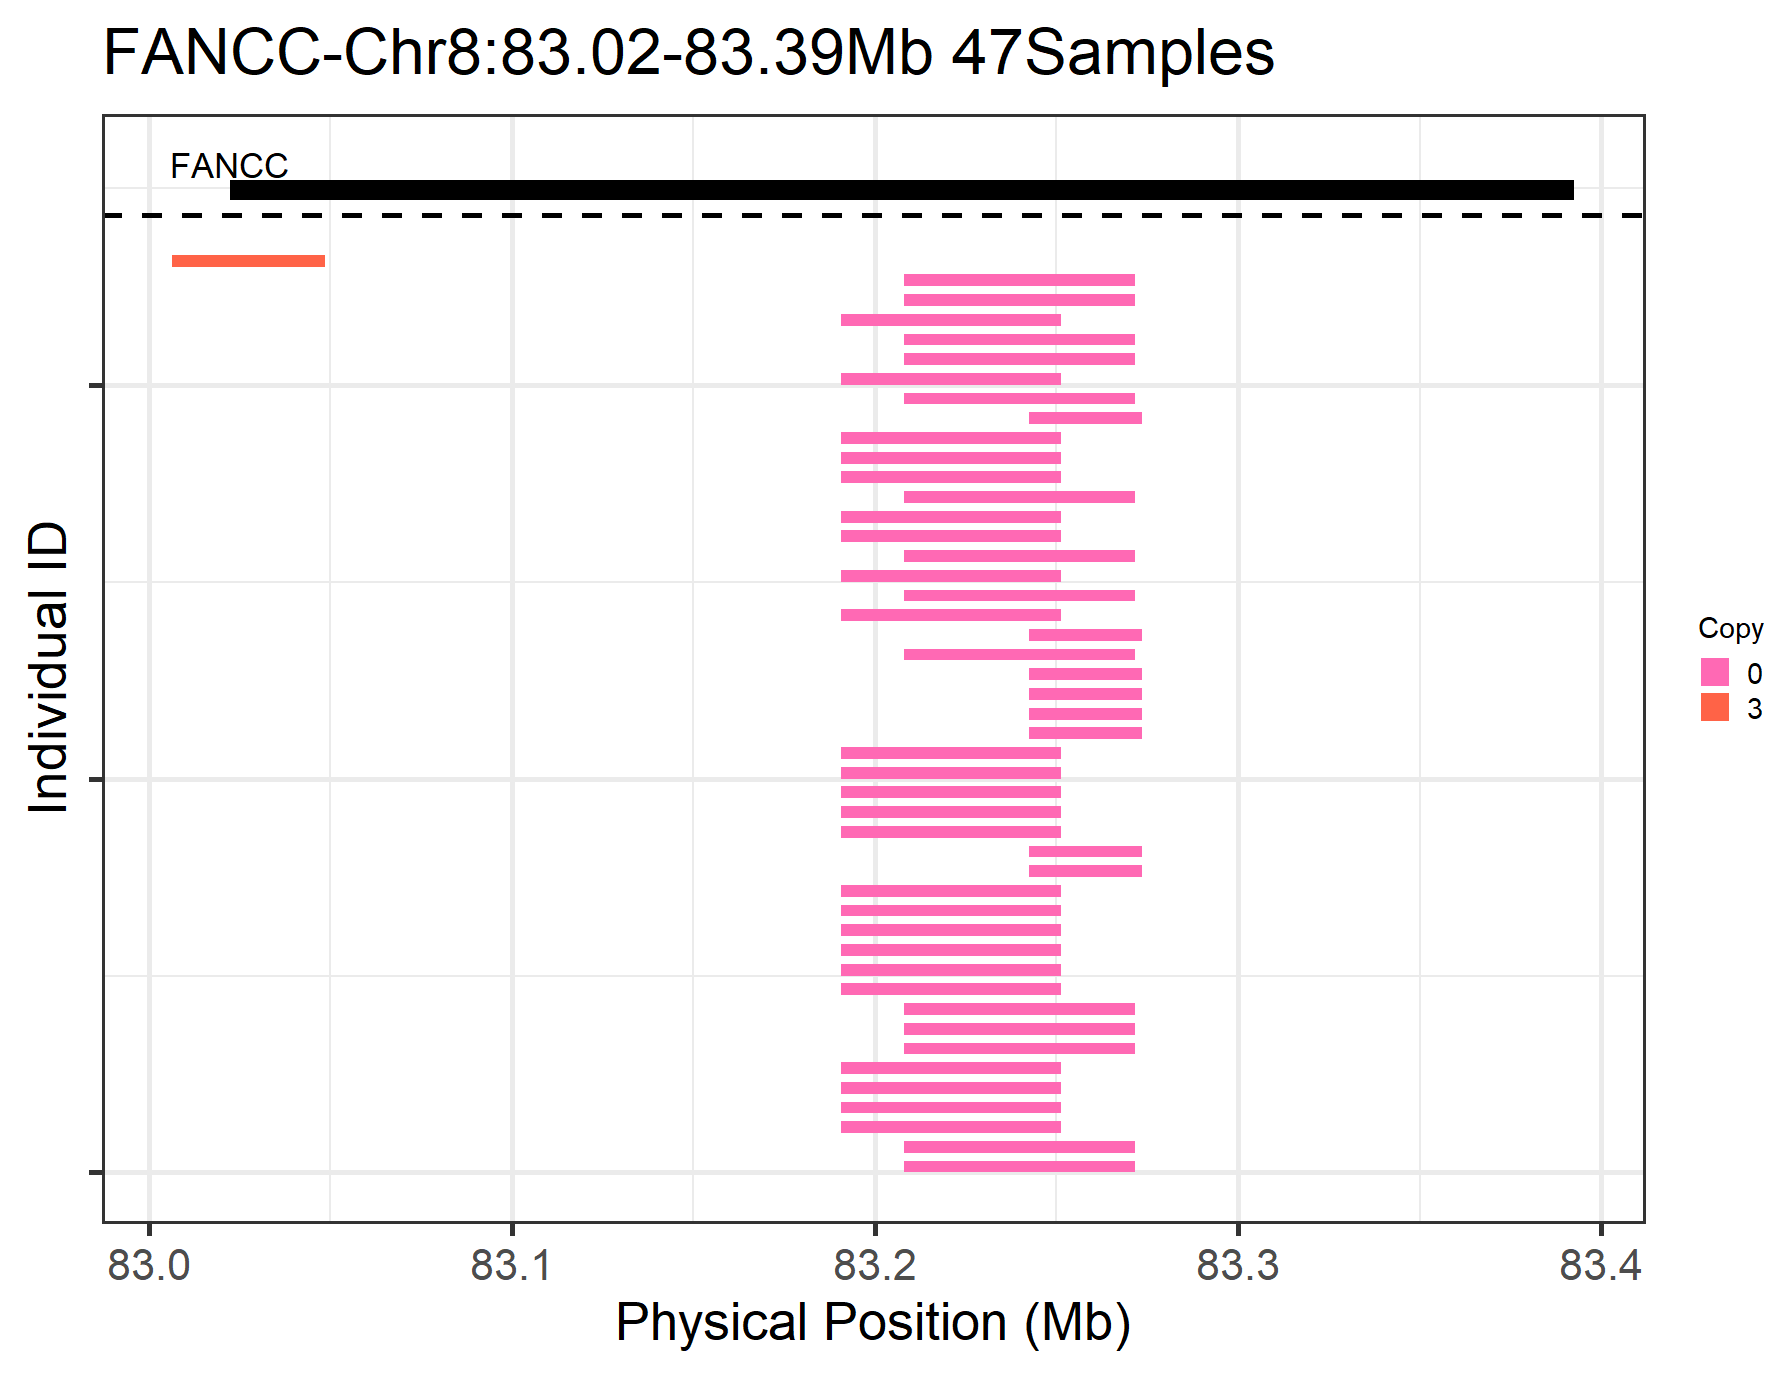 FANCC-Chr8:83.02-83.39Mb 47Samples
FANCC
Individual ID
Copy
0
3
83.0 83.1 83.2 83.3 83.4
Physical Position (Mb)